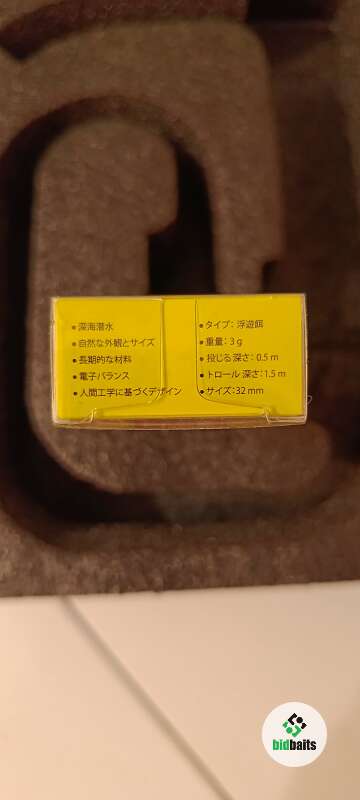 • 深海潜水
• 自然な外観とサイズ
• 長期的な材料
• 電子バランス
• 人間工学に基づくデザイン
• タイプ: 浮遊餌
• 重量: 3 g
• 投じる 深さ: 0.5 m
• トロール 深さ: 1.5 m
• サイズ: 32 mm
bidbaits